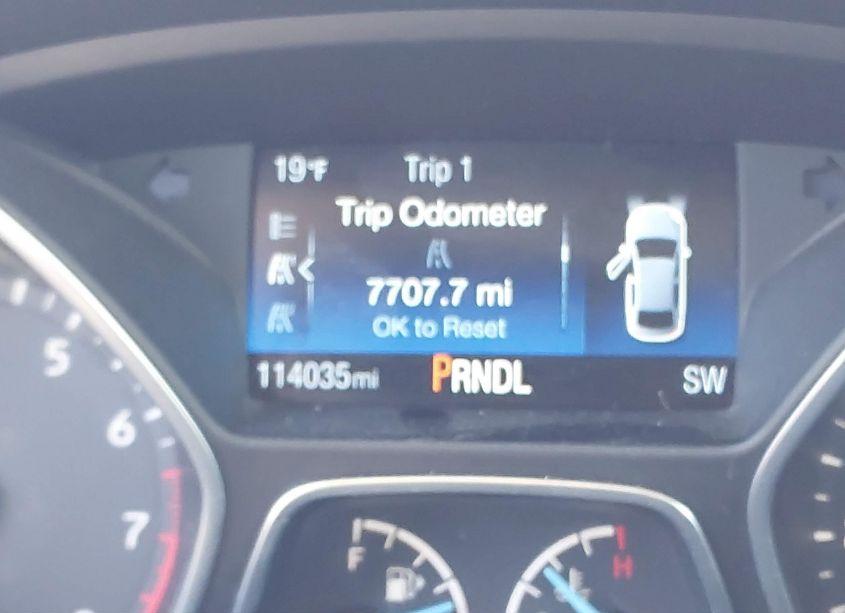 19°F Trip 1
Trip Odometer
7707.7 mi
OK to Reset
114035mi PRNDL SW
5
6
7
F
H